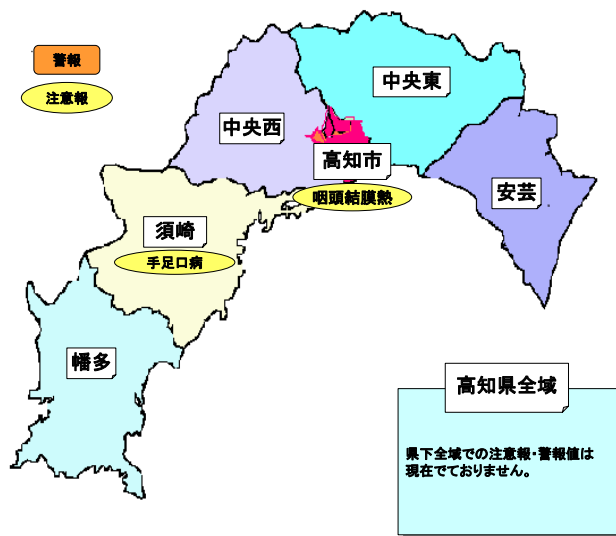 警報
注意報
中央東
中央西
高知市
咽頭結膜熱
安芸
須崎
手足口病
幡多
高知県全域
県下全域での注意報・警報値は
現在でておりません。